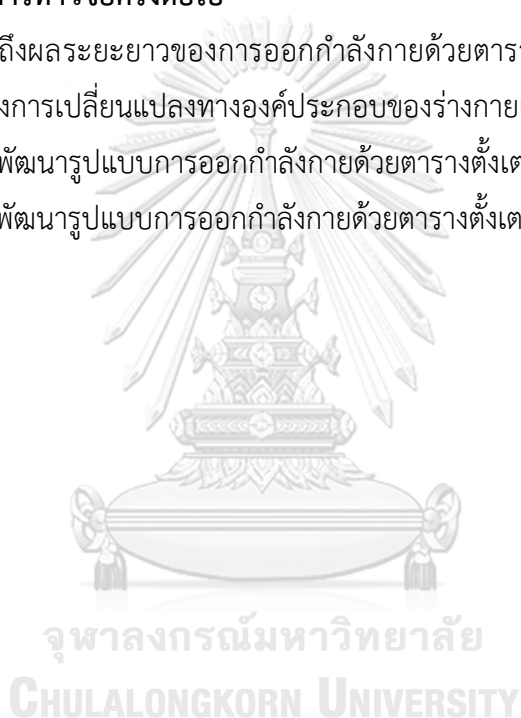 ถึงผลระยะยาวของการออกกำลังกายด้วยตาราง
งการเปลี่ยนแปลงทางองค์ประกอบของร่างกาย
พัฒนารูปแบบการออกกำลังกายด้วยตารางตั้งเต
พัฒนารูปแบบการออกกำลังกายด้วยตารางตั้งเต
จุฬาลงกรณ์มหาวิทยาลัย
CHULALONGKORN UNIVERSITY